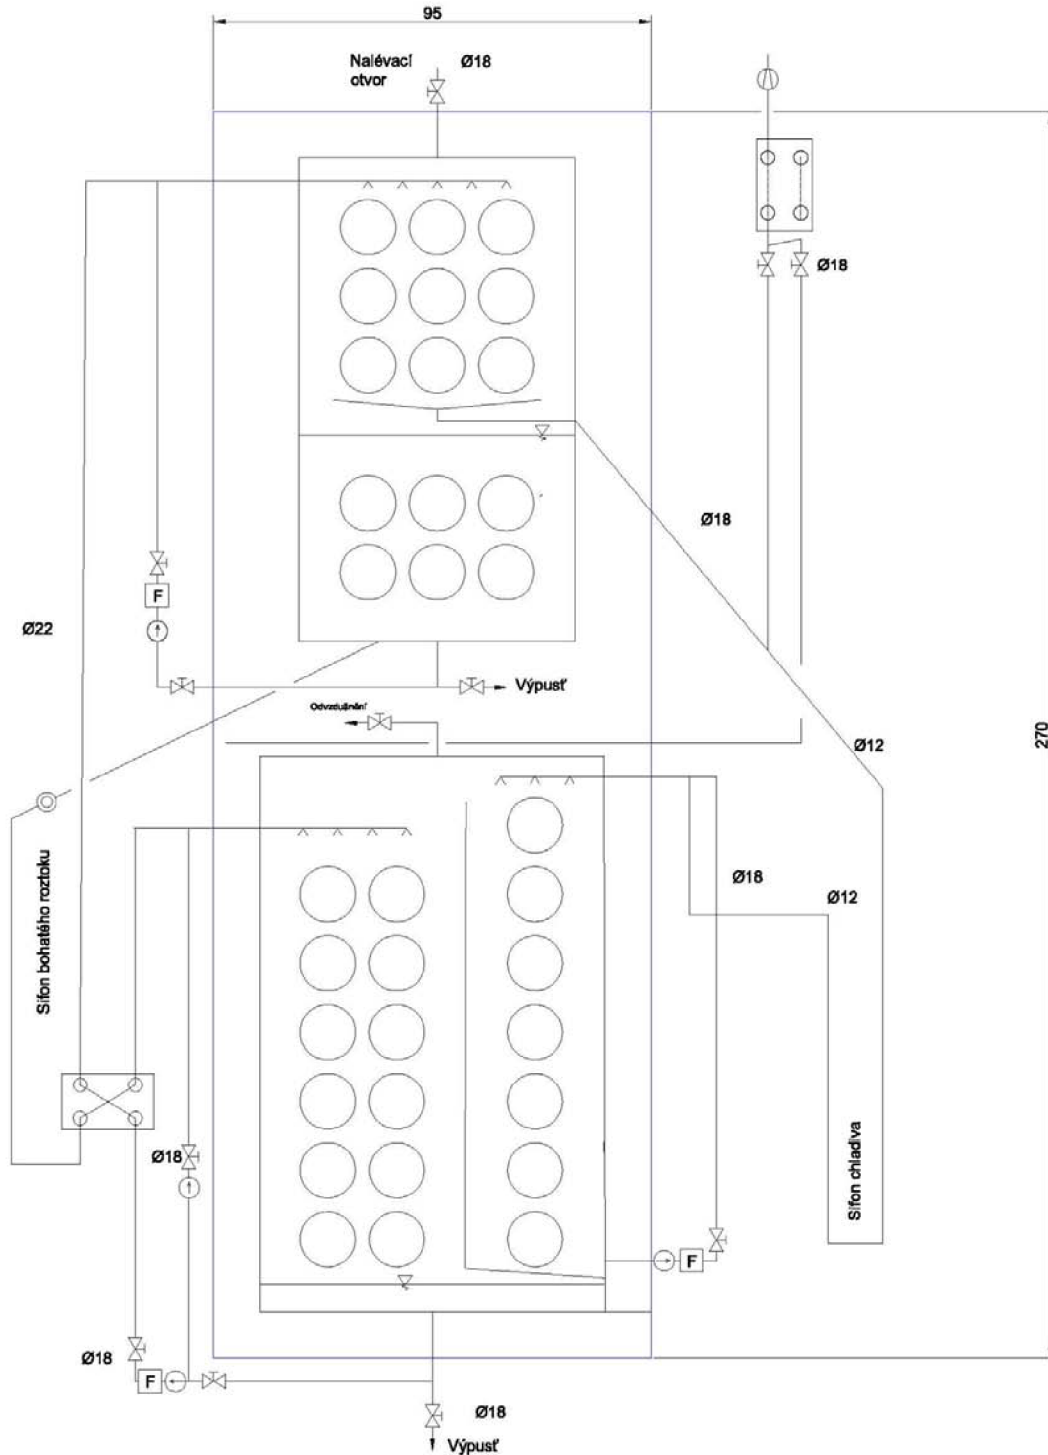 95
Nalévací
otvor
Ø18
Ø18
Ø18
F
Ø22
Výpusť
Odvzdušnění
270
Ø12
Ø18
Ø12
Sifon bohatého roztoku
Ø18
Sifon chladiva
F
Ø18
F
Ø18
Výpusť